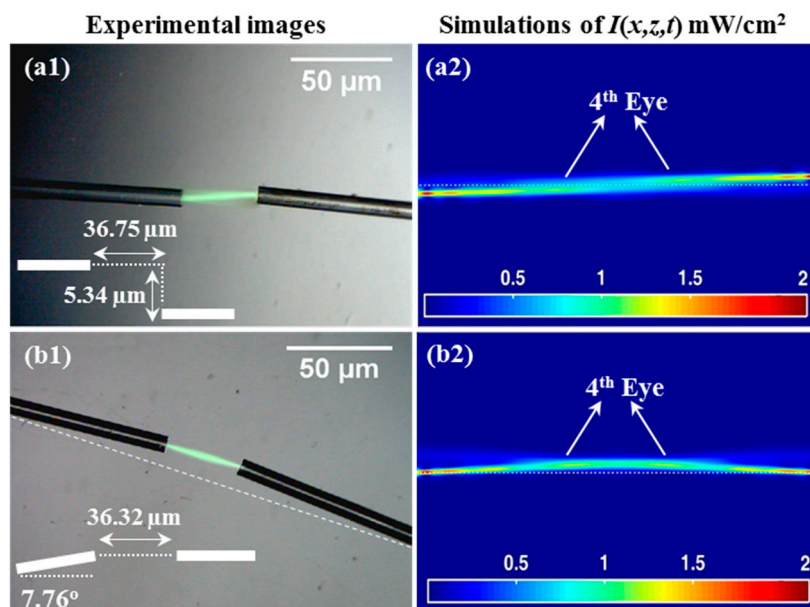 Experimental images
Simulations of I(x,z,t) mW/cm²
(a1)
50 µm
36.75 µm
5.34 µm
(a2)
4th Eye
0.5 1 1.5 2
(b1)
50 µm
36.32 µm
7.76°
(b2)
4th Eye
0.5 1 1.5 2